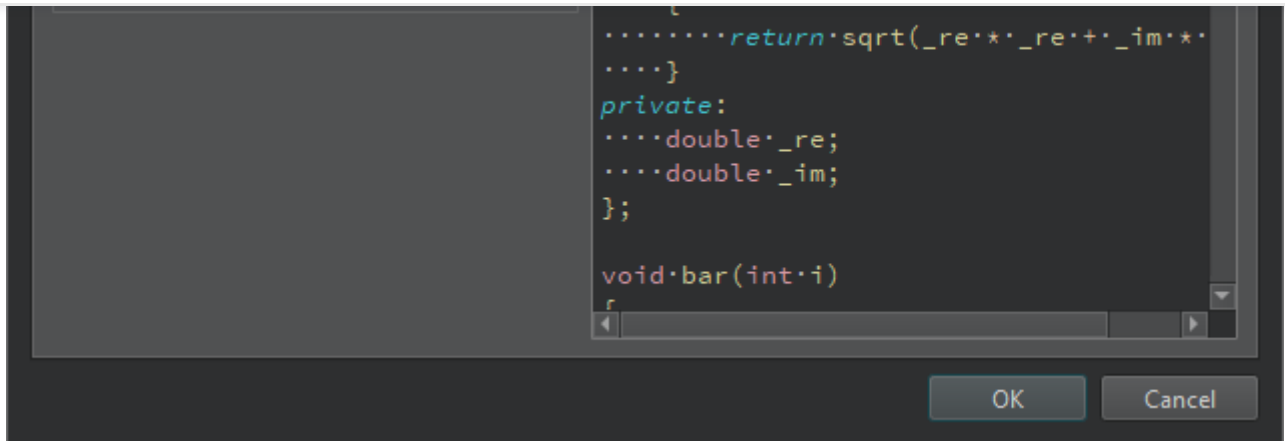 ········return·sqrt(_re·*·_re·+·_im·*·
····}
private:
····double·_re;
····double·_im;
};
void·bar(int·i)
{
OK
Cancel